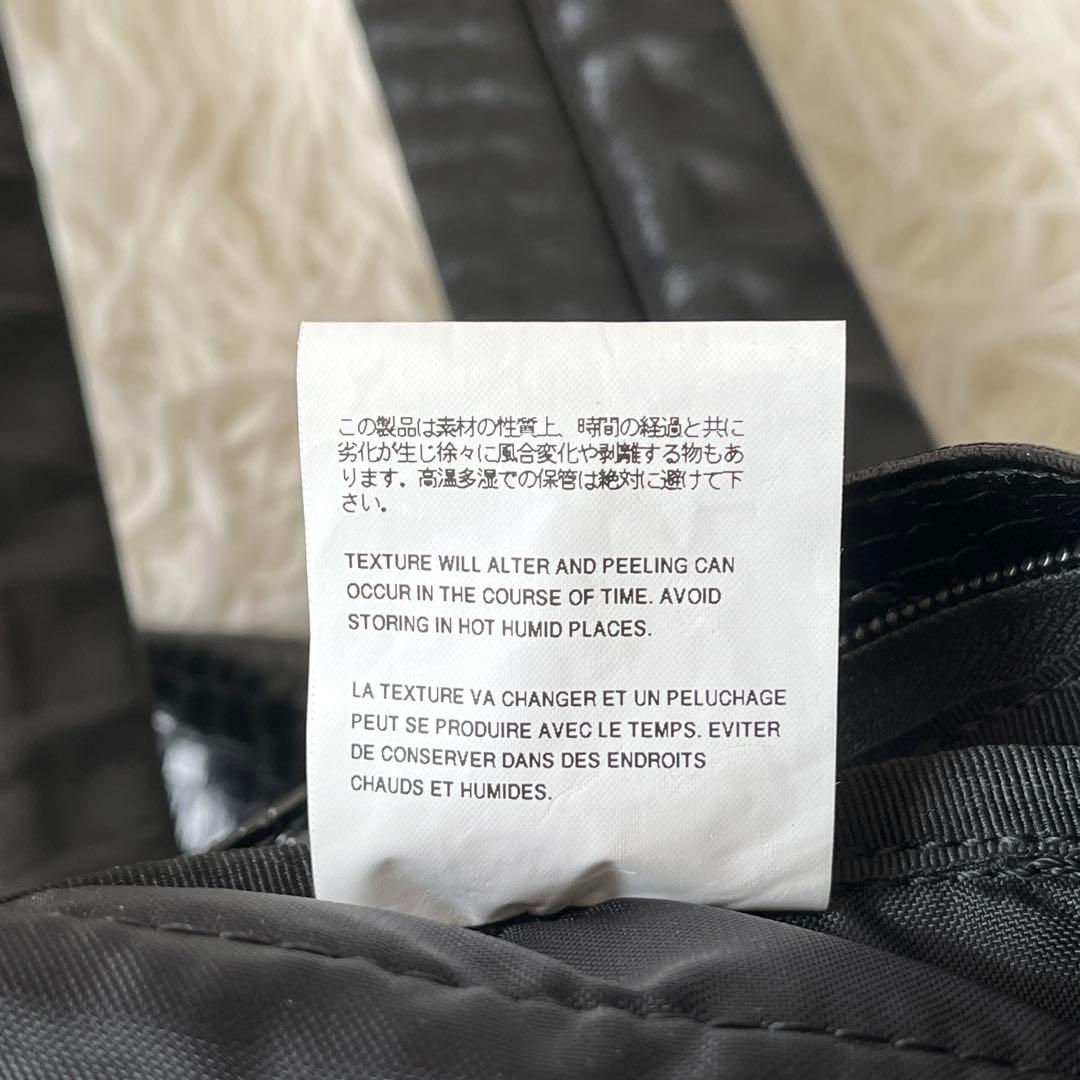 この製品は素材の性質上、時間の経過と共に
劣化が生じ徐々に風合変化や剥離する物もあ
ります。高温多湿での保管は絶対に避けて下
さい。
TEXTURE WILL ALTER AND PEELING CAN
OCCUR IN THE COURSE OF TIME. AVOID
STORING IN HOT HUMID PLACES.
LA TEXTURE VA CHANGER ET UN PELUCHAGE
PEUT SE PRODUIRE AVEC LE TEMPS. EVITER
DE CONSERVER DANS DES ENDROITS
CHAUDS ET HUMIDES.